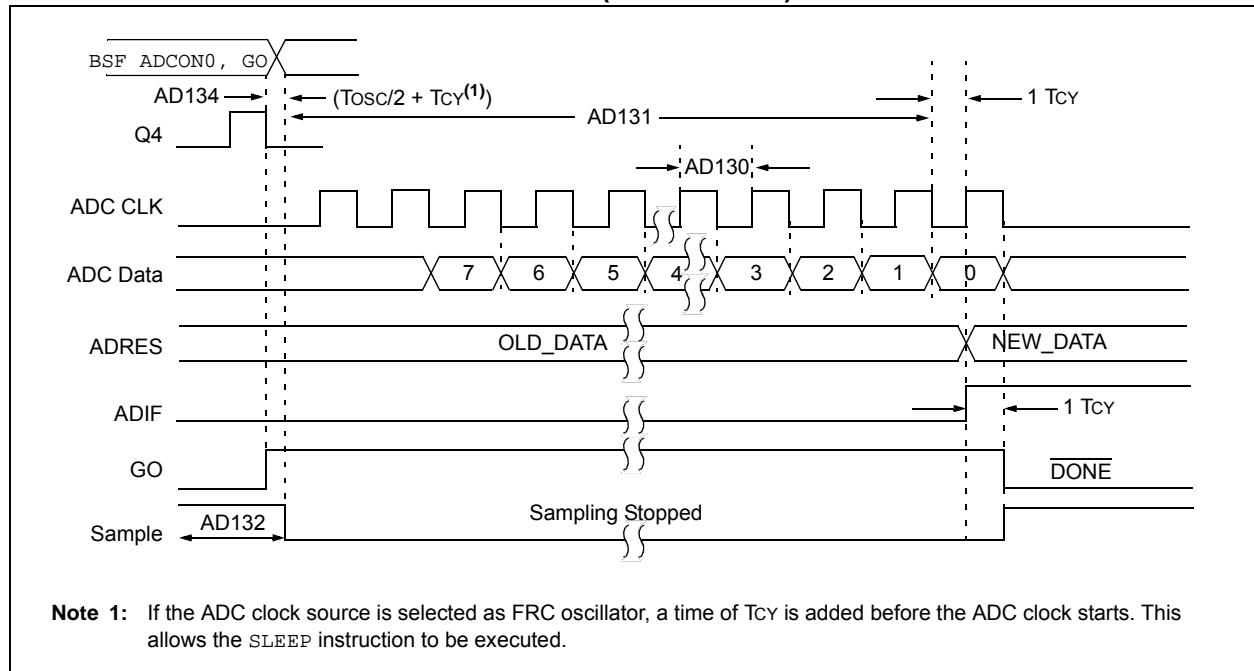 BSF ADCON0, GO
AD134 (TOSC/2 + TCY(1)) 1 TCY
AD131
Q4
AD130
ADC CLK
ADC Data 7 6 5 4 3 2 1 0
ADRES OLD_DATA NEW_DATA
ADIF 1 TCY
GO DONE
AD132 Sampling Stopped
Sample
Note 1: If the ADC clock source is selected as FRC oscillator, a time of TCY is added before the ADC clock starts. This
allows the SLEEP instruction to be executed.